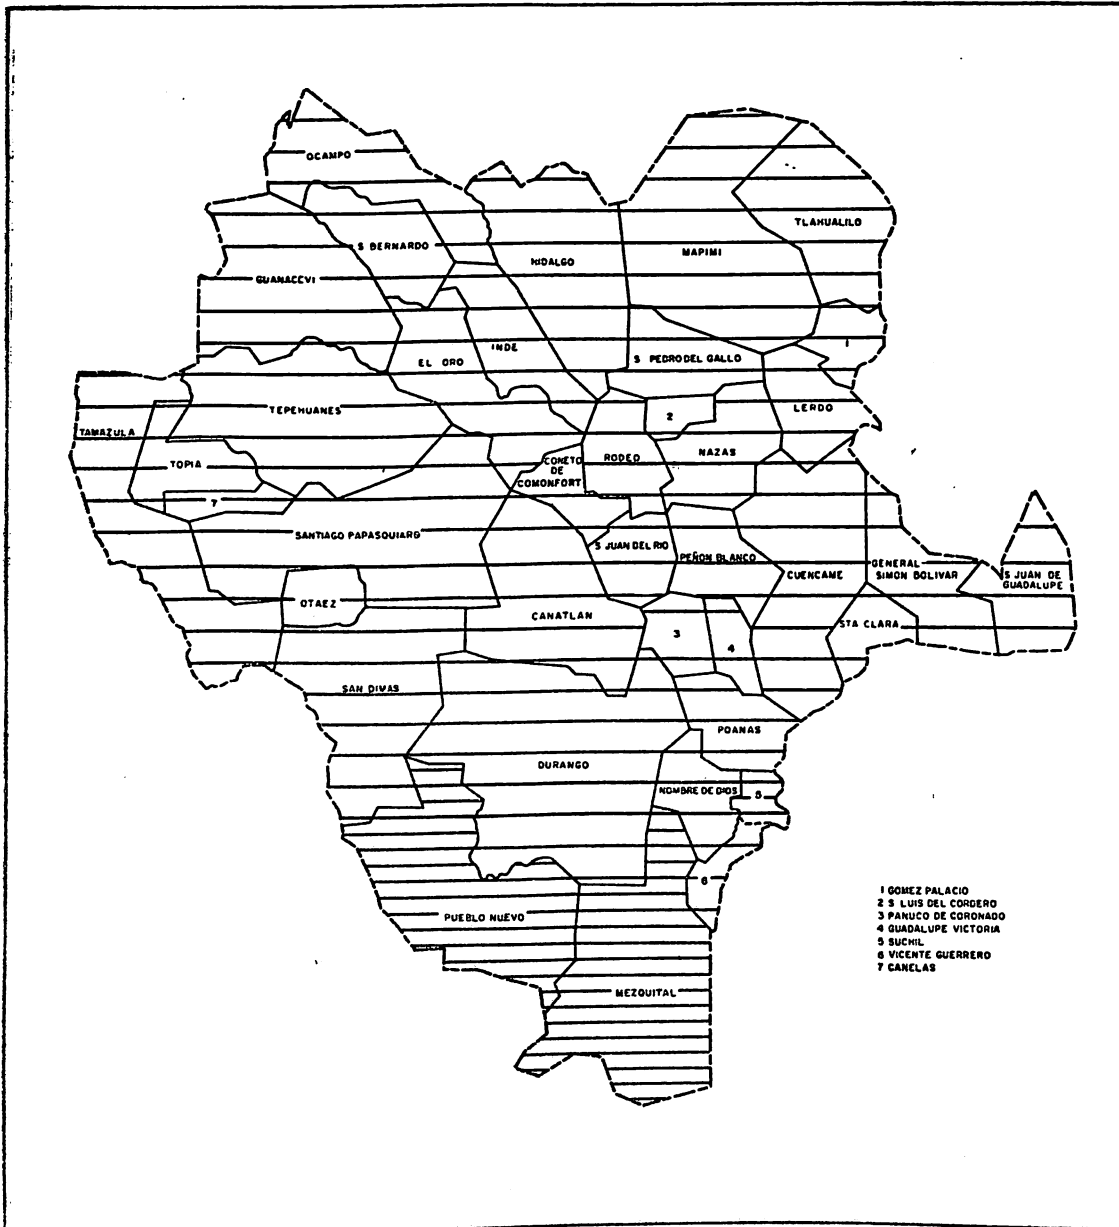 OCAMPO
TLAHUALILO
S BERNARDO
HIDALGO
MAPIMI
GUANACEVI
1
INDE
EL ORO
S PEDRO DEL GALLO
TEPEHUANES
2
LERDO
TAMAZULA
TOPIA
CONETO
DE
COMONFORT
RODEO
NAZAS
7
SANTIAGO PAPASQUIARO
S JUAN DEL RIO
PEÑON BLANCO
CUENCAME
GENERAL
SIMON BOLIVAR
S JUAN DE
GUADALUPE
OTAEZ
CANATLAN
STA CLARA
3
4
SAN DIMAS
POANAS
DURANGO
NOMBRE DE DIOS
5
6
PUEBLO NUEVO
MEZQUITAL
1 GOMEZ PALACIO
2 S LUIS DEL CORDERO
3 PANUCO DE CORONADO
4 GUADALUPE VICTORIA
5 SUCHIL
6 VICENTE GUERRERO
7 CANELAS